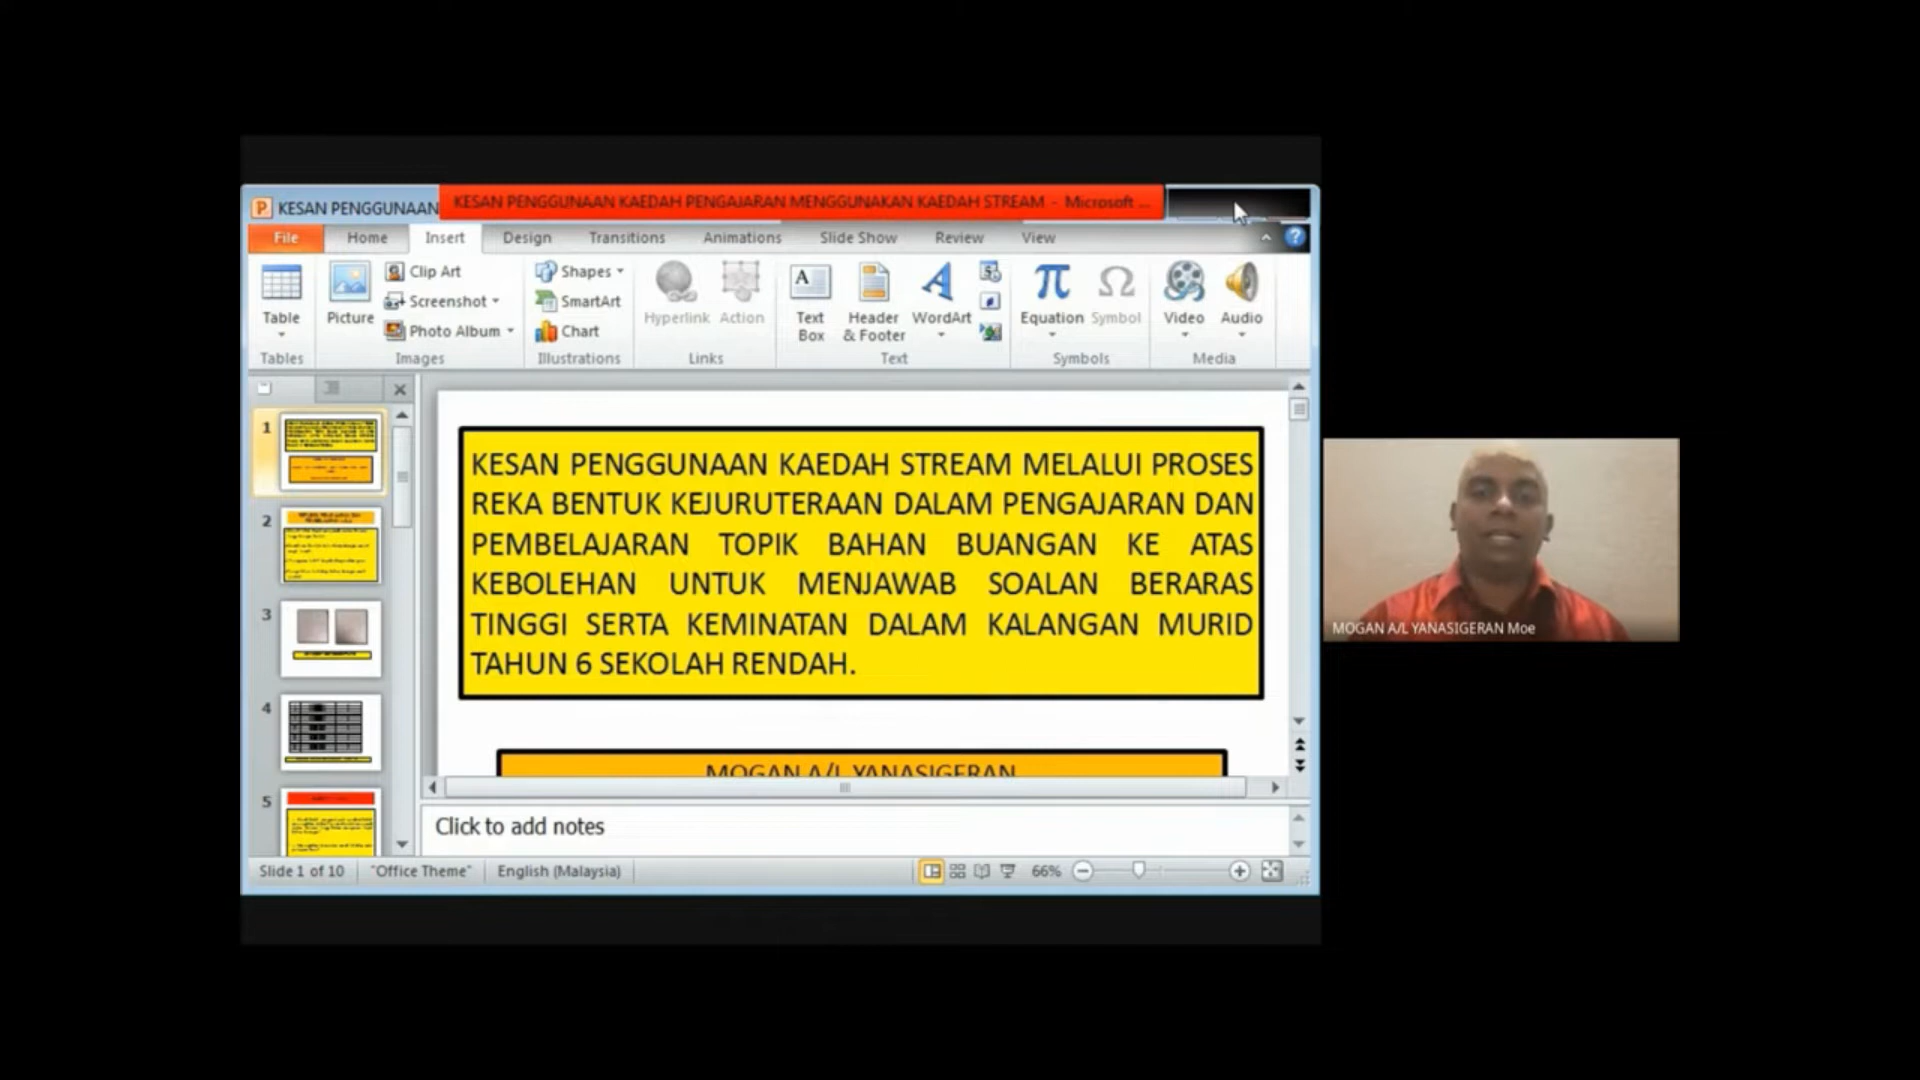 KESAN PENGGUNAAN
KESAN PENGGUNAAN KAEDAH PENGAJARAN MENGGUNAKAN KAEDAH STREAM - Microsoft ...
File Home Insert Design Transitions Animations Slide Show Review View
Table
Picture
Clip Art
Screenshot
Photo Album
Shapes
SmartArt
Chart
Hyperlink
Action
Text
Box
Header
& Footer
WordArt
Equation
Symbol
Video
Audio
Tables Images Illustrations Links Text Symbols Media
1
2
3
4
5
KESAN PENGGUNAAN KAEDAH STREAM MELALUI PROSES
REKA BENTUK KEJURUTERAAN DALAM PENGAJARAN DAN
PEMBELAJARAN TOPIK BAHAN BUANGAN KE ATAS
KEBOLEHAN UNTUK MENJAWAB SOALAN BERARAS
TINGGI SERTA KEMINATAN DALAM KALANGAN MURID
TAHUN 6 SEKOLAH RENDAH.
MOGAN A/L YANASIGERAN
Click to add notes
Slide 1 of 10 "Office Theme" English (Malaysia) 66%
MOGAN A/L YANASIGERAN Moe